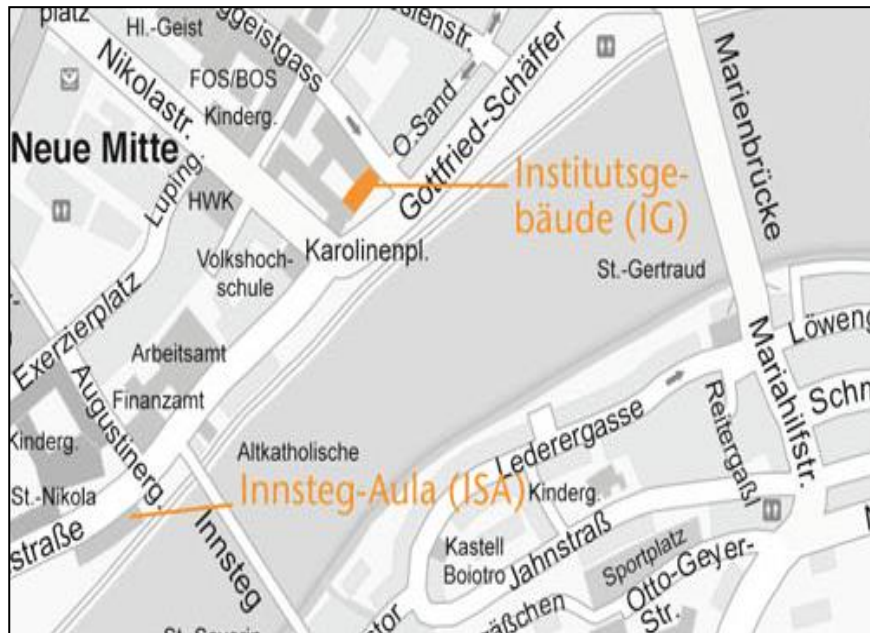 platz
Hl.-Geist
FOS/BOS
Kinderg.
ggeistgass
Nikolastr.
Neue Mitte
Luping.
HWK
O.Sand
Gottfried-Schäffer
Marienbrücke
Institutsge-
bäude (IG)
Karolinenpl.
Volkshoch-
schule
St.-Gertraud
Exerzierplatz
Arbeitsamt
Finanzamt
Augustinerg.
Kinderg.
St.-Nikola
straße
Altkatholische
Innsteg-Aula (ISA)
Innsteg
Lederergasse
Kinderg.
Kastell
Boiotro
Jahnstraß
Sportplatz
Otto-Geyer-
Str.
Reitergaßl
Mariahilfstr.
Löweng
Schm